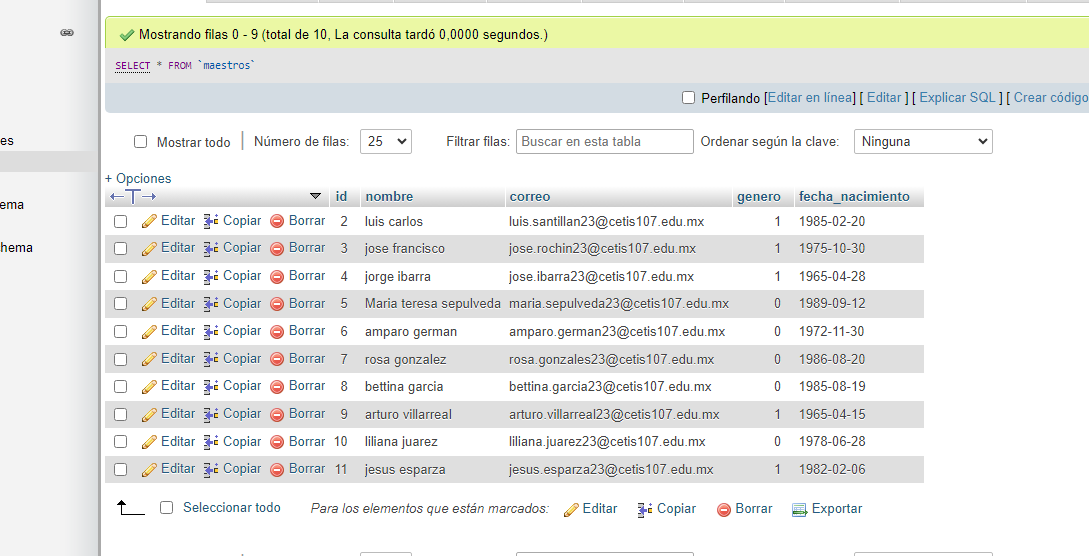 Mostrando filas 0 - 9 (total de 10, La consulta tardó 0,0000 segundos.)
SELECT * FROM `maestros`
Perfilando [Editar en línea] [ Editar ] [ Explicar SQL ] [ Crear código
es
Mostrar todo | Número de filas: 25 Filtrar filas: Buscar en esta tabla Ordenar según la clave: Ninguna
+ Opciones
←T→ id nombre correo genero fecha_nacimiento
ema
Editar Copiar Borrar 2 luis carlos luis.santillan23@cetis107.edu.mx 1 1985-02-20
hema
Editar Copiar Borrar 3 jose francisco jose.rochin23@cetis107.edu.mx 1 1975-10-30
Editar Copiar Borrar 4 jorge ibarra jose.ibarra23@cetis107.edu.mx 1 1965-04-28
Editar Copiar Borrar 5 Maria teresa sepulveda maria.sepulveda23@cetis107.edu.mx 0 1989-09-12
Editar Copiar Borrar 6 amparo german amparo.german23@cetis107.edu.mx 0 1972-11-30
Editar Copiar Borrar 7 rosa gonzalez rosa.gonzales23@cetis107.edu.mx 0 1986-08-20
Editar Copiar Borrar 8 bettina garcia bettina.garcia23@cetis107.edu.mx 0 1985-08-19
Editar Copiar Borrar 9 arturo villarreal arturo.villarreal23@cetis107.edu.mx 1 1965-04-15
Editar Copiar Borrar 10 liliana juarez liliana.juarez23@cetis107.edu.mx 0 1978-06-28
Editar Copiar Borrar 11 jesus esparza jesus.esparza23@cetis107.edu.mx 1 1982-02-06
Seleccionar todo Para los elementos que están marcados: Editar Copiar Borrar Exportar